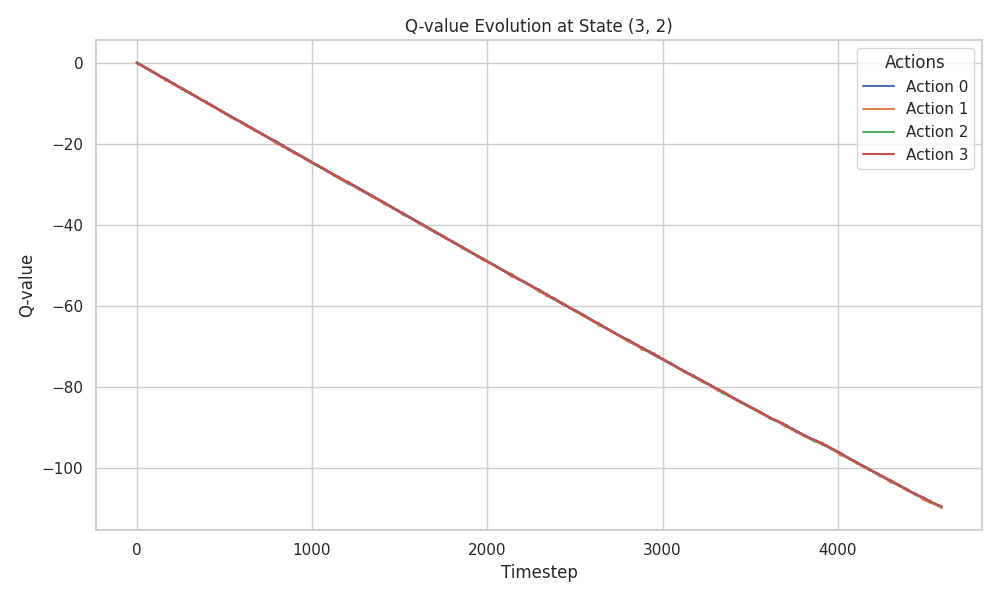 Q-value Evolution at State (3, 2)
Actions
Action 0
Action 1
Action 2
Action 3
Q-value
0
−20
−40
−60
−80
−100
0
1000
2000
3000
4000
Timestep